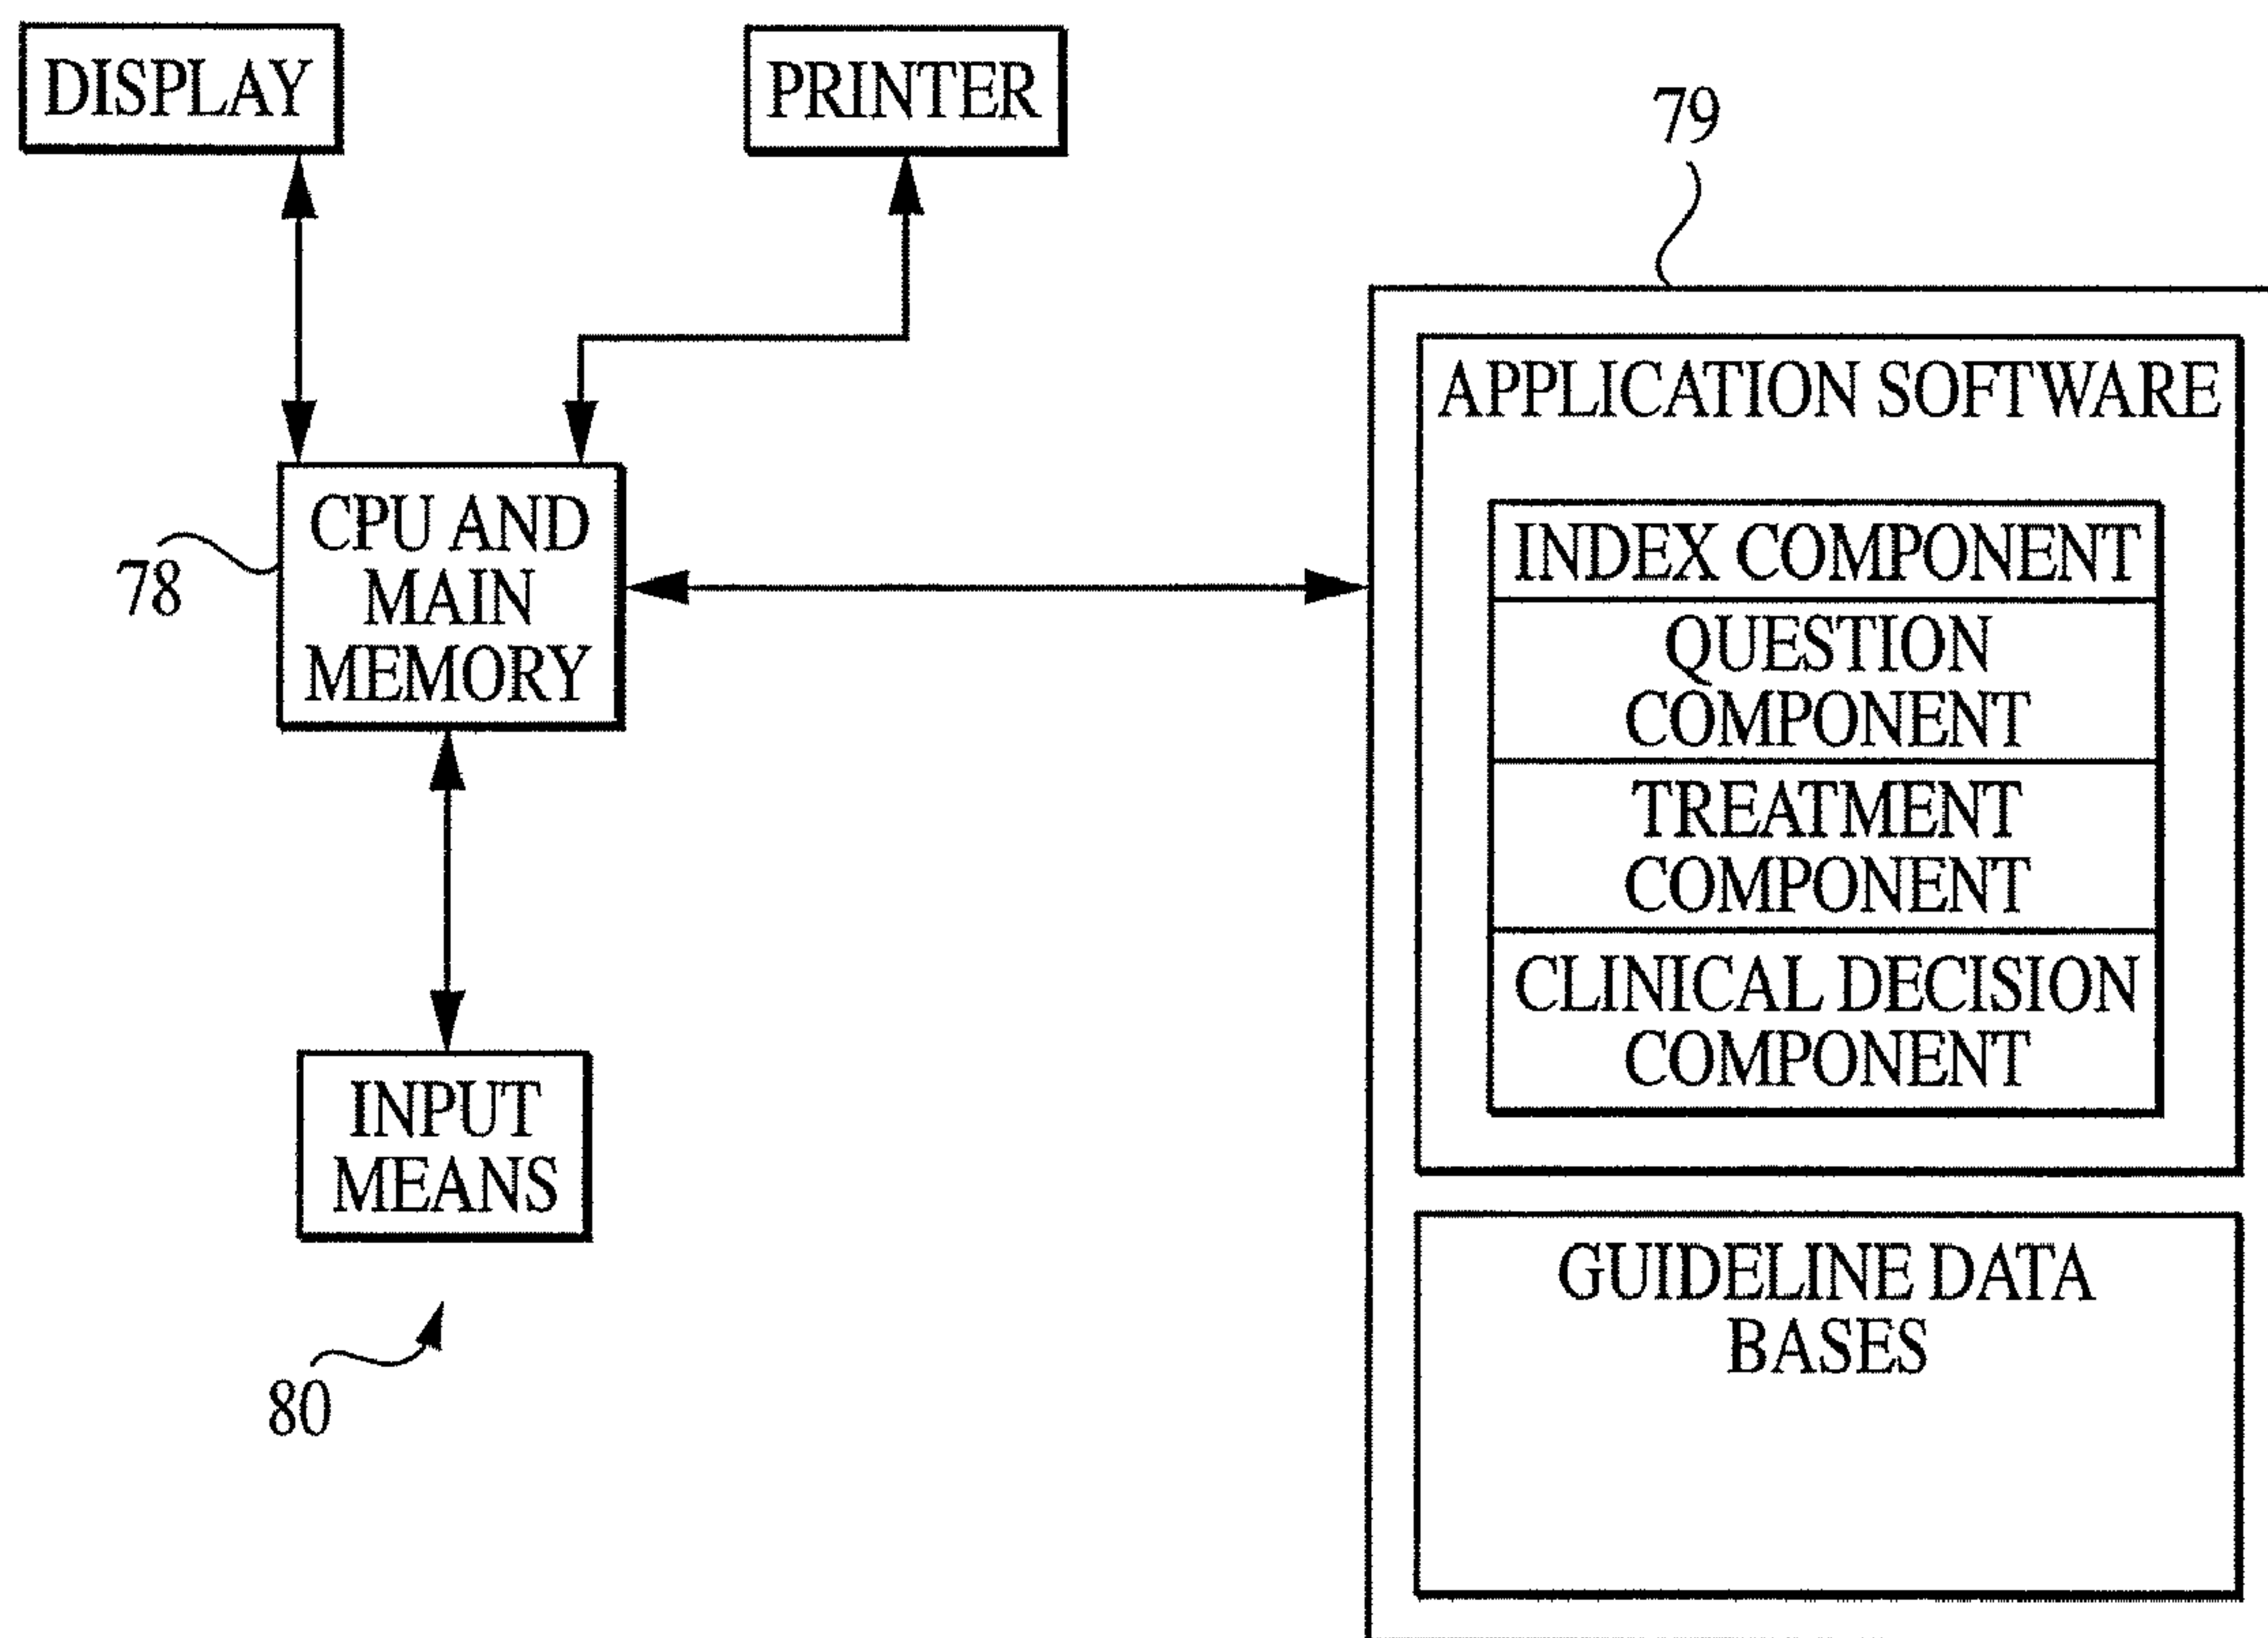 DISPLAY
PRINTER
79
APPLICATION SOFTWARE
INDEX COMPONENT
QUESTION
COMPONENT
TREATMENT
COMPONENT
CLINICAL DECISION
COMPONENT
GUIDELINE DATA
BASES
CPU AND
MAIN
MEMORY
78
INPUT
MEANS
80